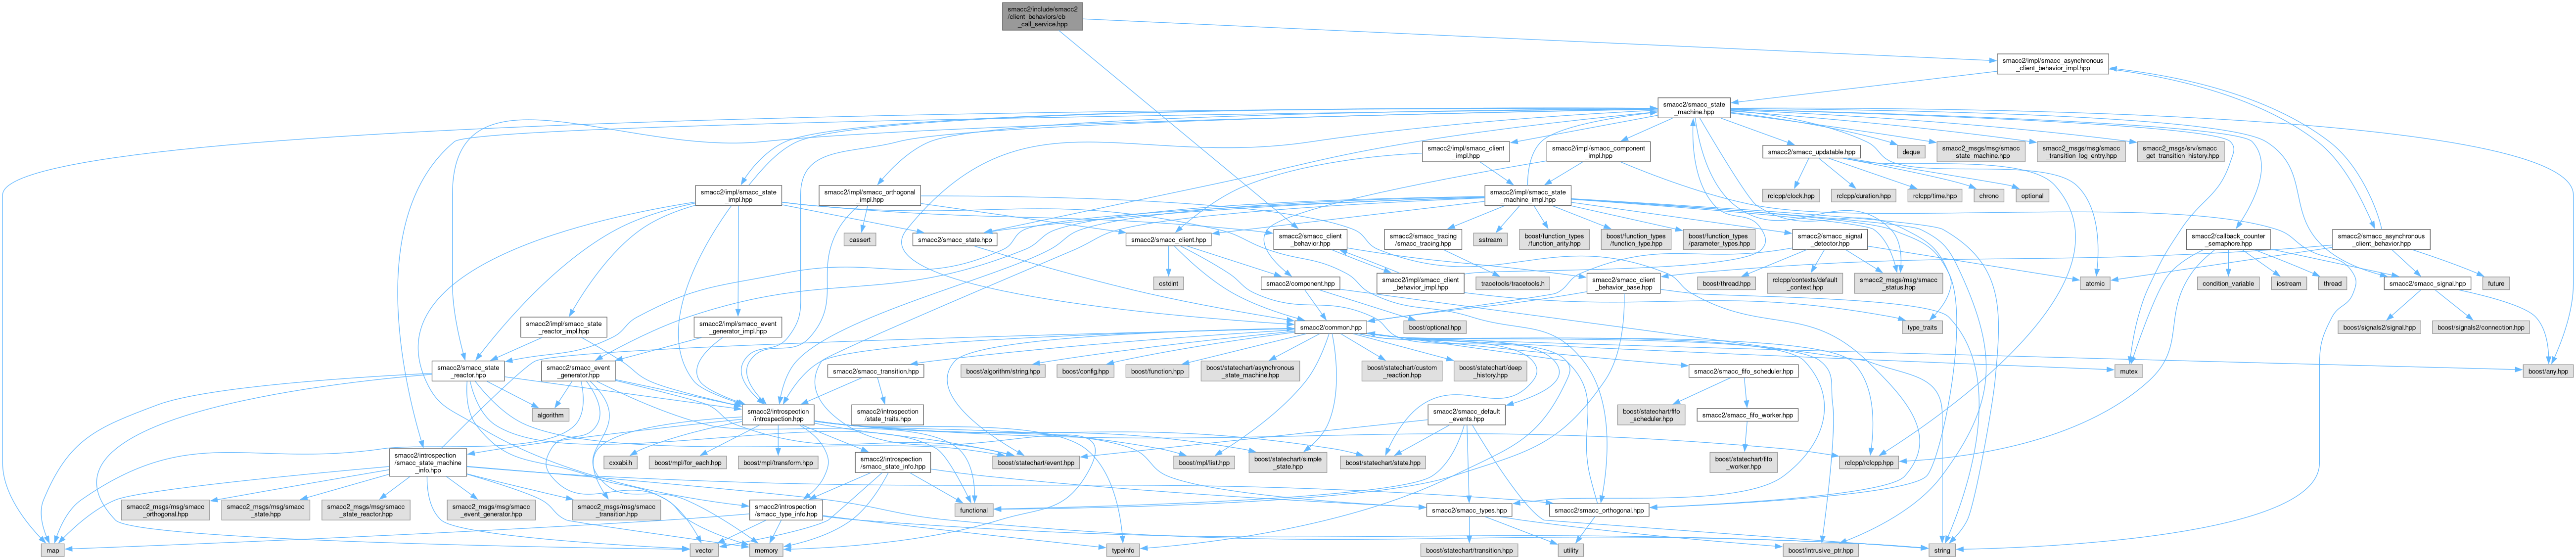 smacc2/include/smacc2
/client_behaviors/cb
_call_service.hpp
smacc2/impl/smacc_asynchronous
_client_behavior_impl.hpp
smacc2/smacc_state
_machine.hpp
smacc2/impl/smacc_client
_impl.hpp
smacc2/impl/smacc_component
_impl.hpp
smacc2/smacc_updatable.hpp
deque
smacc2_msgs/msg/smacc
_state_machine.hpp
smacc2_msgs/msg/smacc
_transition_log_entry.hpp
smacc2_msgs/srv/smacc
_get_transition_history.hpp
smacc2/impl/smacc_state
_impl.hpp
smacc2/impl/smacc_orthogonal
_impl.hpp
smacc2/impl/smacc_state
_machine_impl.hpp
rclcpp/clock.hpp
rclcpp/duration.hpp
rclcpp/time.hpp
chrono
optional
cassert
smacc2/smacc_state.hpp
smacc2/smacc_client.hpp
smacc2/smacc_client
_behavior.hpp
smacc2/smacc_tracing
/smacc_tracing.hpp
sstream
boost/function_types
/function_arity.hpp
boost/function_types
/function_type.hpp
boost/function_types
/parameter_types.hpp
smacc2/smacc_signal
_detector.hpp
smacc2/callback_counter
_semaphore.hpp
smacc2/smacc_asynchronous
_client_behavior.hpp
cstdint
smacc2/component.hpp
smacc2/impl/smacc_client
_behavior_impl.hpp
tracetools/tracetools.h
smacc2/smacc_client
_behavior_base.hpp
boost/thread.hpp
rclcpp/contexts/default
_context.hpp
smacc2_msgs/msg/smacc
_status.hpp
atomic
condition_variable
iostream
thread
smacc2/smacc_signal.hpp
future
smacc2/impl/smacc_state
_reactor_impl.hpp
smacc2/impl/smacc_event
_generator_impl.hpp
smacc2/common.hpp
boost/optional.hpp
type_traits
boost/signals2/signal.hpp
boost/signals2/connection.hpp
smacc2/smacc_state
_reactor.hpp
smacc2/smacc_event
_generator.hpp
smacc2/smacc_transition.hpp
boost/algorithm/string.hpp
boost/config.hpp
boost/function.hpp
boost/statechart/asynchronous
_state_machine.hpp
boost/statechart/custom
_reaction.hpp
boost/statechart/deep
_history.hpp
smacc2/smacc_fifo_scheduler.hpp
mutex
boost/any.hpp
algorithm
smacc2/introspection
/introspection.hpp
smacc2/introspection
/state_traits.hpp
smacc2/smacc_default
_events.hpp
boost/statechart/fifo
_scheduler.hpp
smacc2/smacc_fifo_worker.hpp
smacc2/introspection
/smacc_state_machine
_info.hpp
cxxabi.h
boost/mpl/for_each.hpp
boost/mpl/transform.hpp
smacc2/introspection
/smacc_state_info.hpp
boost/statechart/event.hpp
boost/mpl/list.hpp
boost/statechart/simple
_state.hpp
boost/statechart/state.hpp
boost/statechart/fifo
_worker.hpp
rclcpp/rclcpp.hpp
smacc2_msgs/msg/smacc
_orthogonal.hpp
smacc2_msgs/msg/smacc
_state.hpp
smacc2_msgs/msg/smacc
_state_reactor.hpp
smacc2_msgs/msg/smacc
_event_generator.hpp
smacc2_msgs/msg/smacc
_transition.hpp
smacc2/introspection
/smacc_type_info.hpp
functional
smacc2/smacc_types.hpp
smacc2/smacc_orthogonal.hpp
map
vector
memory
typeinfo
boost/statechart/transition.hpp
utility
boost/intrusive_ptr.hpp
string